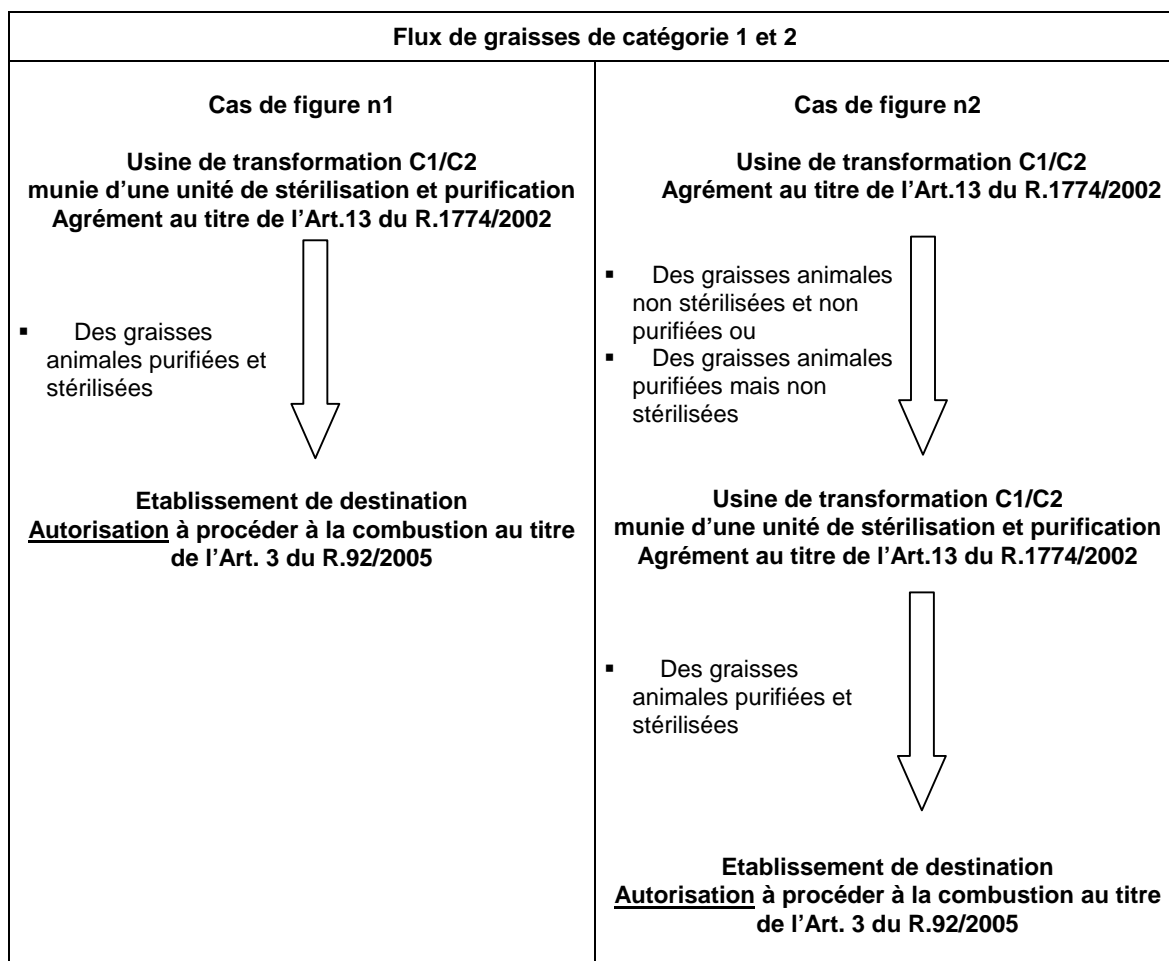 Flux de graisses de catégorie 1 et 2
Cas de figure n1
Usine de transformation C1/C2
munie d’une unité de stérilisation et purification
Agrément au titre de l’Art.13 du R.1774/2002
▪ Des graisses
animales purifiées et
stérilisées
Etablissement de destination
Autorisation à procéder à la combustion au titre
de l’Art. 3 du R.92/2005
Cas de figure n2
Usine de transformation C1/C2
Agrément au titre de l’Art.13 du R.1774/2002
▪ Des graisses animales
non stérilisées et non
purifiées ou
▪ Des graisses animales
purifiées mais non
stérilisées
Usine de transformation C1/C2
munie d’une unité de stérilisation et purification
Agrément au titre de l’Art.13 du R.1774/2002
▪ Des graisses
animales purifiées et
stérilisées
Etablissement de destination
Autorisation à procéder à la combustion au titre
de l’Art. 3 du R.92/2005